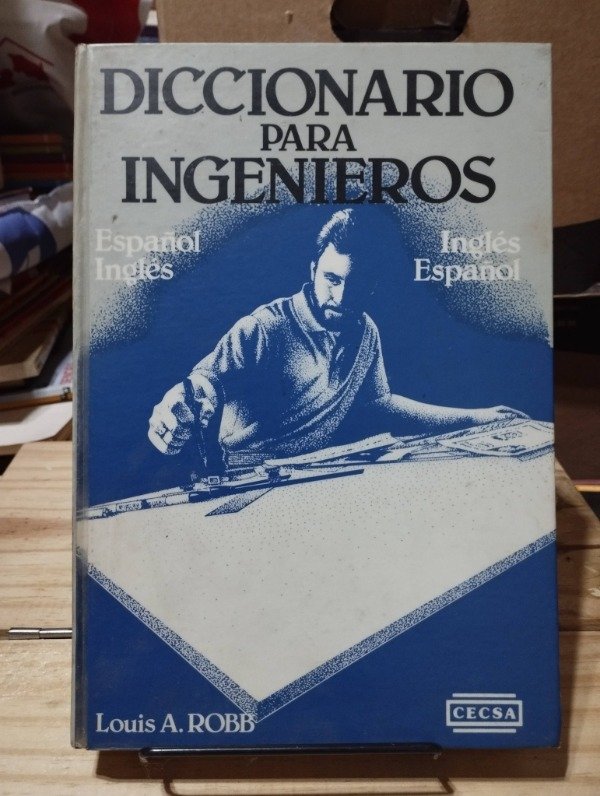 DICCIONARIO
PARA
INGENIEROS
Español
Inglés
Inglés
Español
Louis A. ROBB
CECSA